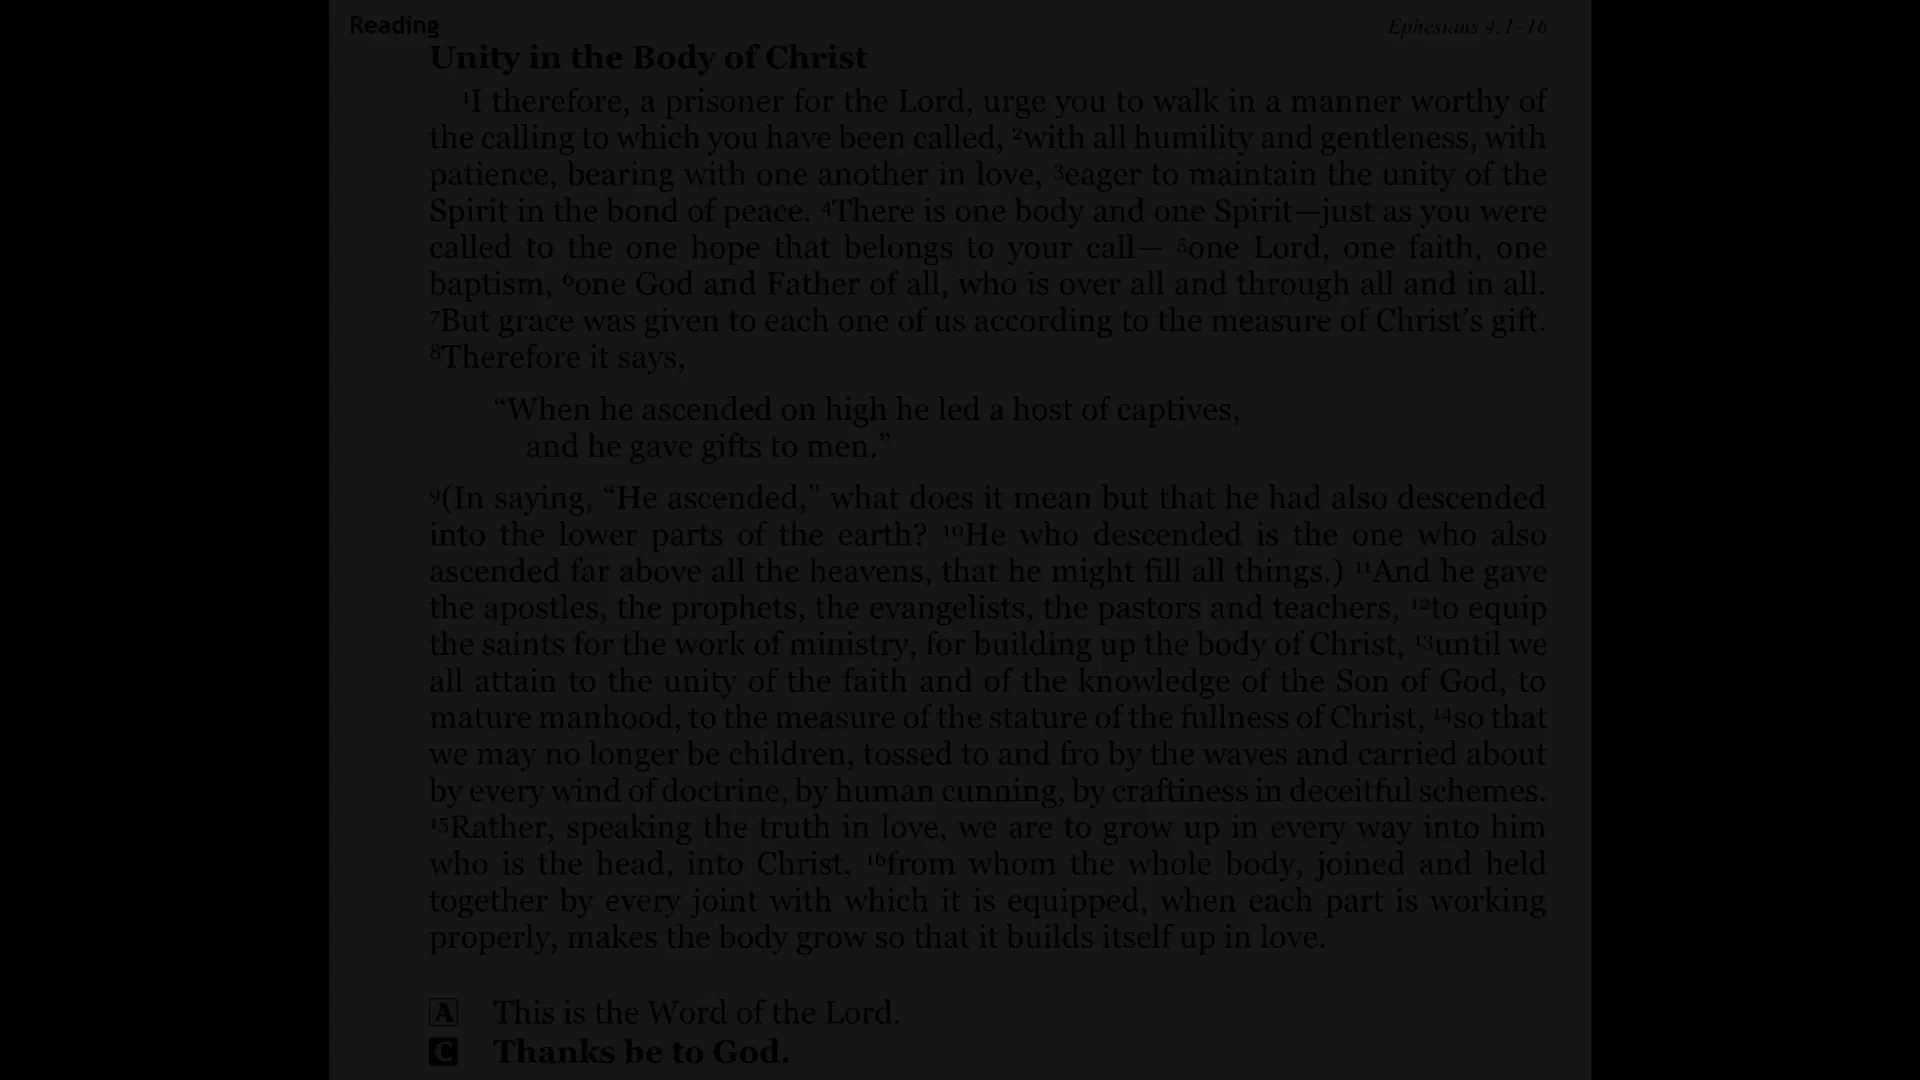 Reading
Ephesians 4:1–16
Unity in the Body of Christ
¹I therefore, a prisoner for the Lord, urge you to walk in a manner worthy of
the calling to which you have been called, ²with all humility and gentleness, with
patience, bearing with one another in love, ³eager to maintain the unity of the
Spirit in the bond of peace. ⁴There is one body and one Spirit—just as you were
called to the one hope that belongs to your call— ⁵one Lord, one faith, one
baptism, ⁶one God and Father of all, who is over all and through all and in all.
⁷But grace was given to each one of us according to the measure of Christ’s gift.
⁸Therefore it says,
“When he ascended on high he led a host of captives,
and he gave gifts to men.”
⁹(In saying, “He ascended,” what does it mean but that he had also descended
into the lower parts of the earth? ¹⁰He who descended is the one who also
ascended far above all the heavens, that he might fill all things.) ¹¹And he gave
the apostles, the prophets, the evangelists, the pastors and teachers, ¹²to equip
the saints for the work of ministry, for building up the body of Christ, ¹³until we
all attain to the unity of the faith and of the knowledge of the Son of God, to
mature manhood, to the measure of the stature of the fullness of Christ, ¹⁴so that
we may no longer be children, tossed to and fro by the waves and carried about
by every wind of doctrine, by human cunning, by craftiness in deceitful schemes.
¹⁵Rather, speaking the truth in love, we are to grow up in every way into him
who is the head, into Christ, ¹⁶from whom the whole body, joined and held
together by every joint with which it is equipped, when each part is working
properly, makes the body grow so that it builds itself up in love.
A This is the Word of the Lord.
C Thanks be to God.